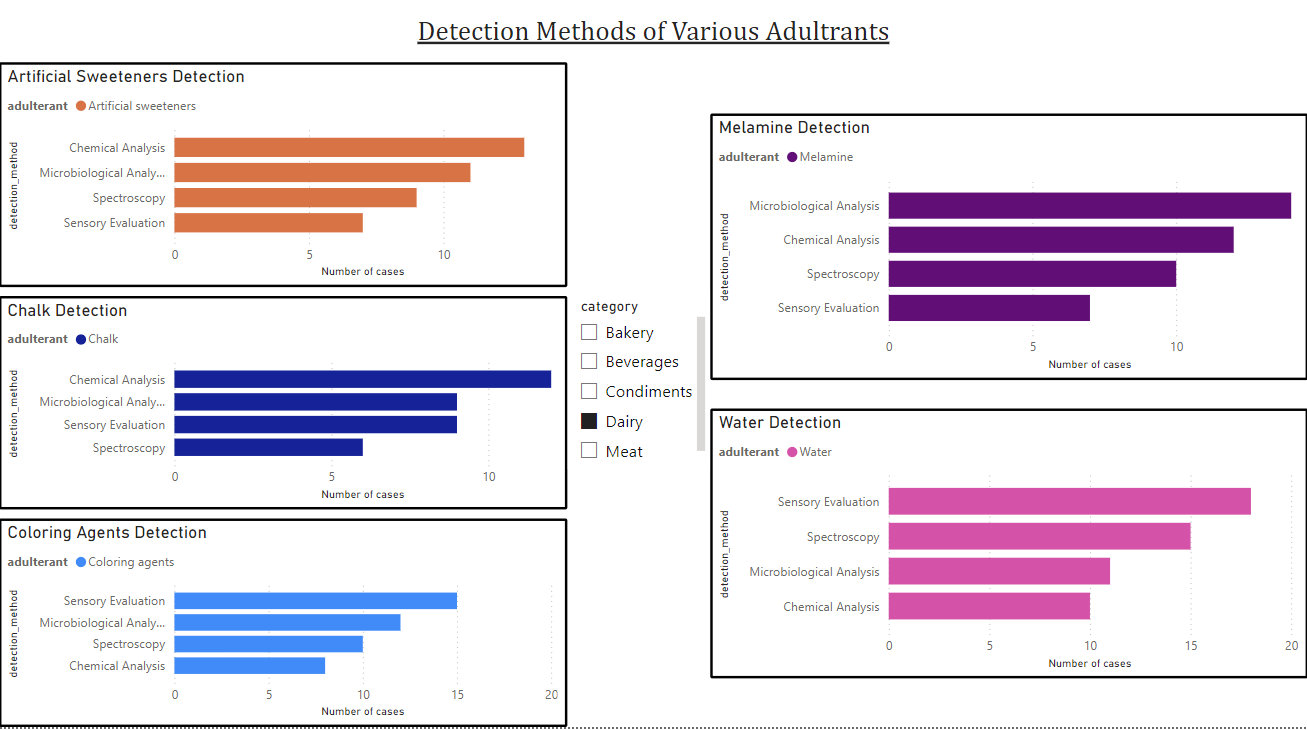 Detection Methods of Various Adultrants
Artificial Sweeteners Detection
adulterant Artificial sweeteners
detection_method
Chemical Analysis
Microbiological Analy...
Spectroscopy
Sensory Evaluation
0 5 10
Number of cases
Chalk Detection
adulterant Chalk
detection_method
Chemical Analysis
Microbiological Analy...
Sensory Evaluation
Spectroscopy
0 5 10
Number of cases
Coloring Agents Detection
adulterant Coloring agents
detection_method
Sensory Evaluation
Microbiological Analy...
Spectroscopy
Chemical Analysis
0 5 10 15 20
Number of cases
category
Bakery
Beverages
Condiments
Dairy
Meat
Melamine Detection
adulterant Melamine
detection_method
Microbiological Analysis
Chemical Analysis
Spectroscopy
Sensory Evaluation
0 5 10
Number of cases
Water Detection
adulterant Water
detection_method
Sensory Evaluation
Spectroscopy
Microbiological Analysis
Chemical Analysis
0 5 10 15 20
Number of cases